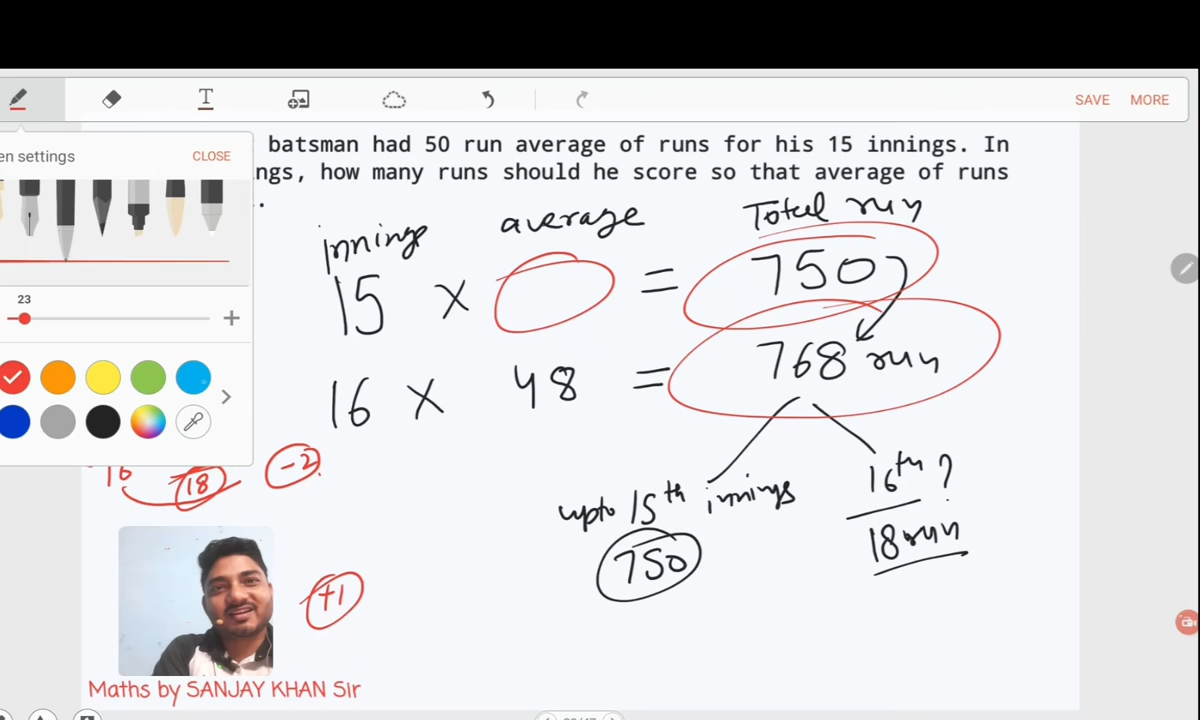 SAVE MORE
en settings CLOSE
batsman had 50 run average of runs for his 15 innings. In
ngs, how many runs should he score so that average of runs
.
innings average Total run
15 × = 750
23
16 × 48 = 768 run
16 18 -2
upto 15th innings 16th ?
750 18 run
+1
Maths by SANJAY KHAN Sir